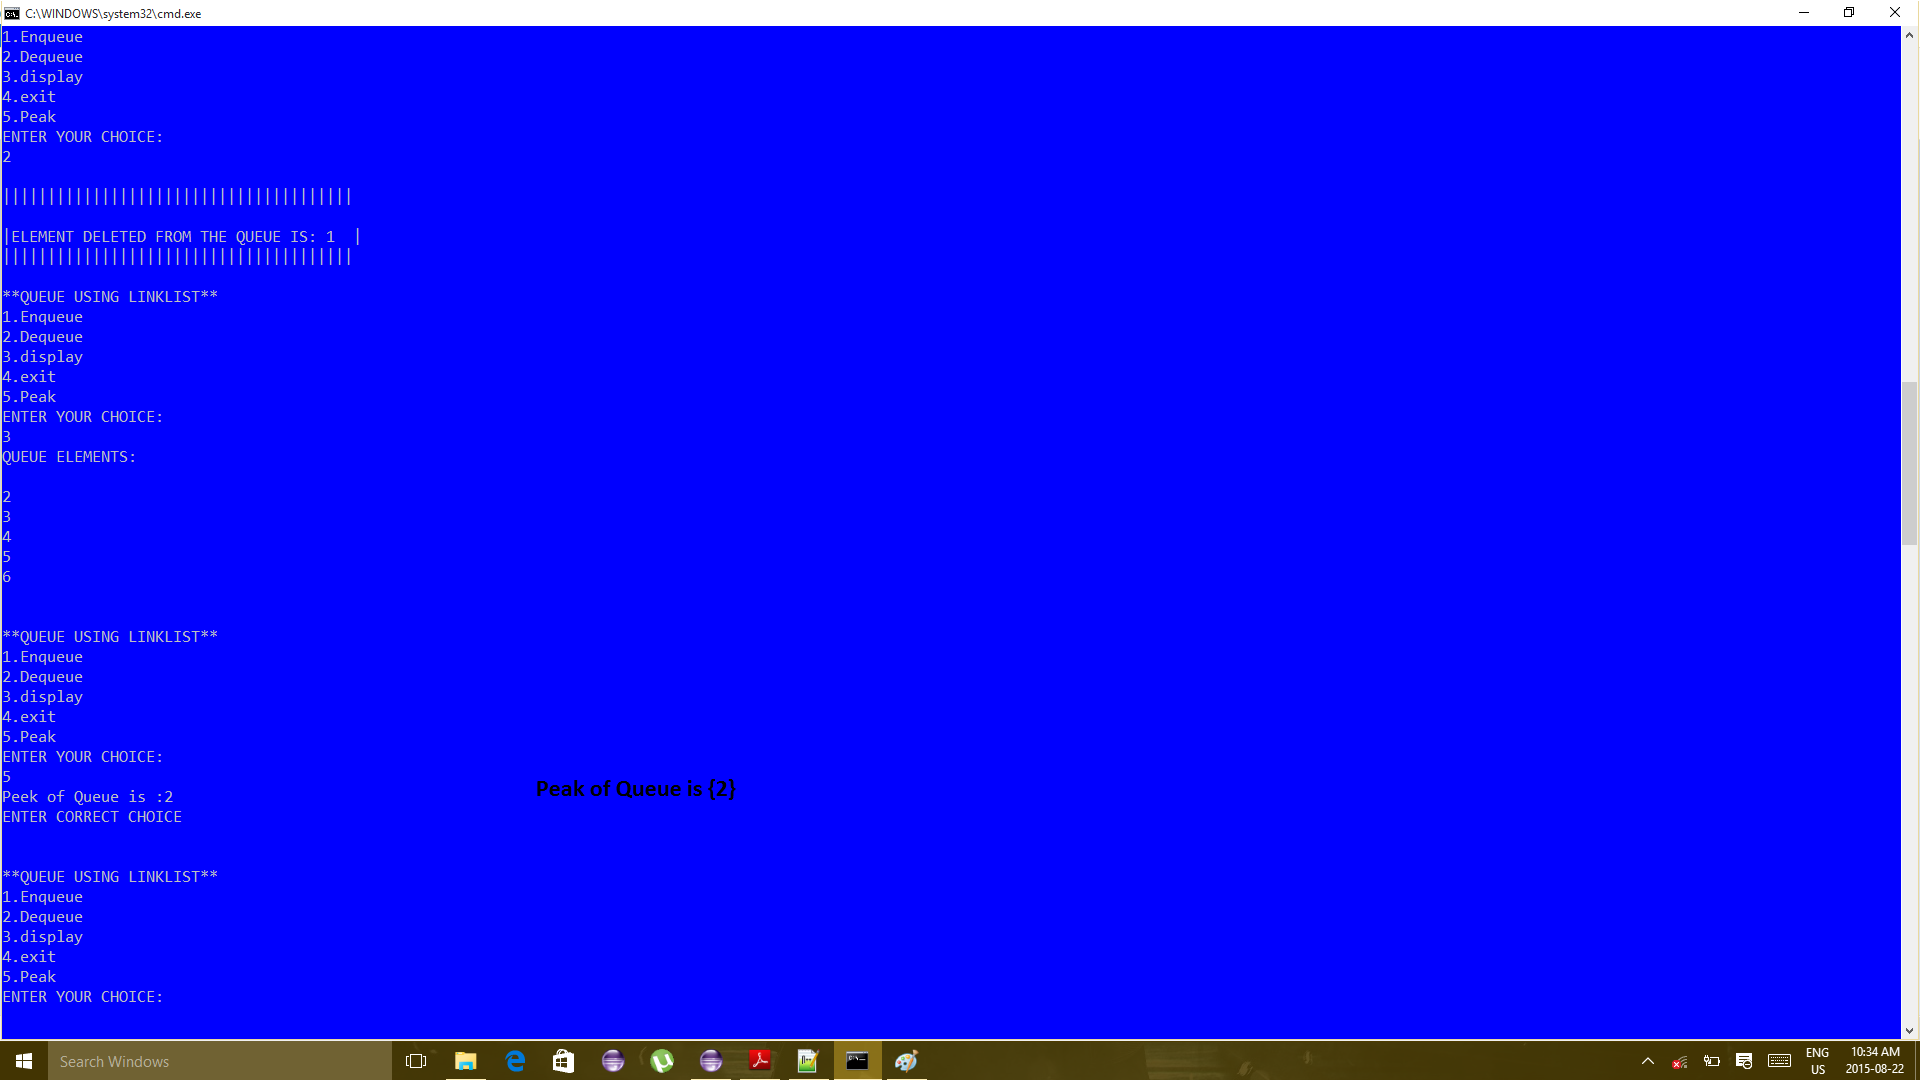 C:\WINDOWS\system32\cmd.exe
1.Enqueue
2.Dequeue
3.display
4.exit
5.Peak
ENTER YOUR CHOICE:
2
|||||||||||||||||||||||||||||||||||||||
|ELEMENT DELETED FROM THE QUEUE IS: 1  |
|||||||||||||||||||||||||||||||||||||||
**QUEUE USING LINKLIST**
1.Enqueue
2.Dequeue
3.display
4.exit
5.Peak
ENTER YOUR CHOICE:
3
QUEUE ELEMENTS:
2
3
4
5
6
**QUEUE USING LINKLIST**
1.Enqueue
2.Dequeue
3.display
4.exit
5.Peak
ENTER YOUR CHOICE:
5
Peek of Queue is :2
Peak of Queue is {2}
ENTER CORRECT CHOICE
**QUEUE USING LINKLIST**
1.Enqueue
2.Dequeue
3.display
4.exit
5.Peak
ENTER YOUR CHOICE:
Search Windows
ENG
US
10:34 AM
2015-08-22